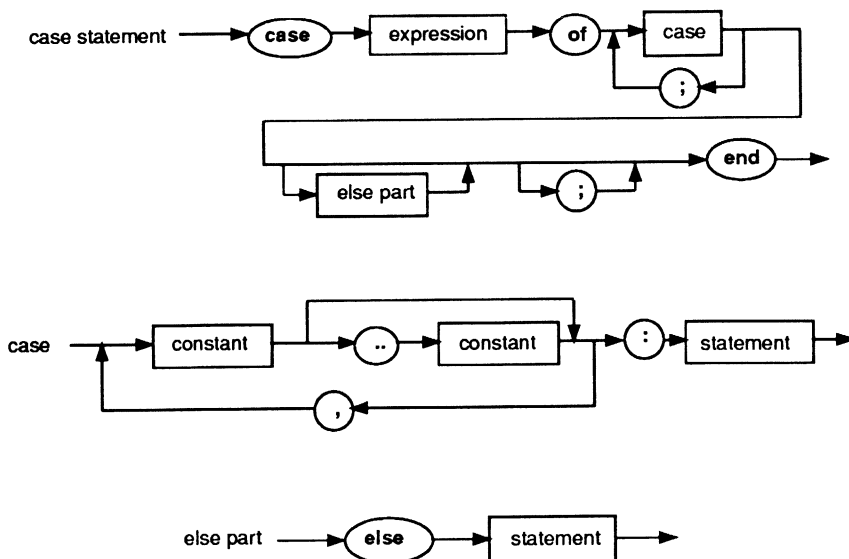 case statement case expression of case
;
else part ; end
case constant .. constant : statement
,
else part else statement